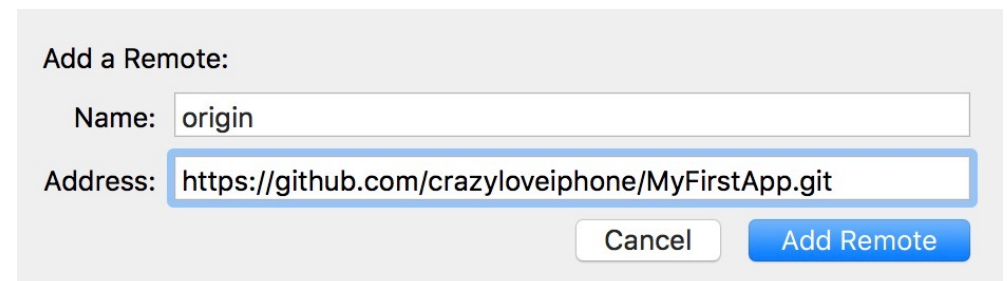 Add a Remote:
Name: origin
Address: https://github.com/crazyloveiphone/MyFirstApp.git
Cancel Add Remote